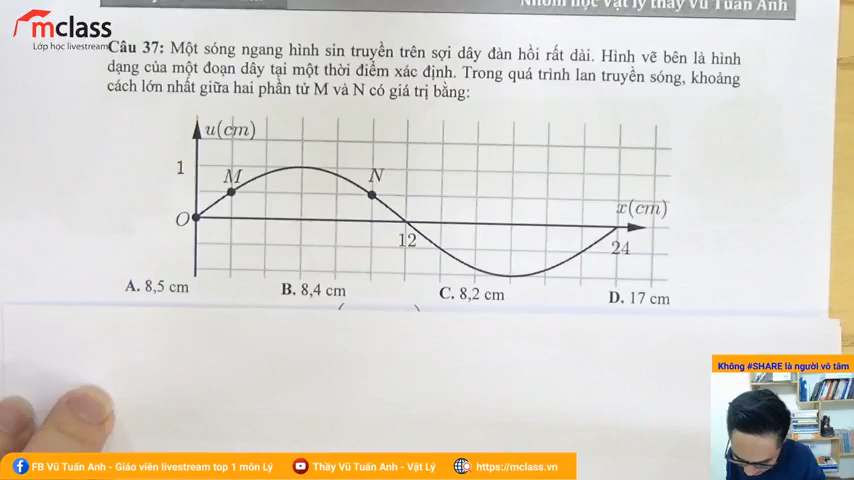 Nhóm học vật lý thầy Vũ Tuấn Anh
mclass
Lớp học livestream
Câu 37: Một sóng ngang hình sin truyền trên sợi dây đàn hồi rất dài. Hình vẽ bên là hình
dạng của một đoạn dây tại một thời điểm xác định. Trong quá trình lan truyền sóng, khoảng
cách lớn nhất giữa hai phần tử M và N có giá trị bằng:
u(cm)
1
M
N
O
x(cm)
12
24
A. 8,5 cm
B. 8,4 cm
C. 8,2 cm
D. 17 cm
Không #SHARE là người vô tâm
FB Vũ Tuấn Anh - Giáo viên livestream top 1 môn Lý
Thầy Vũ Tuấn Anh - Vật Lý
https://mclass.vn